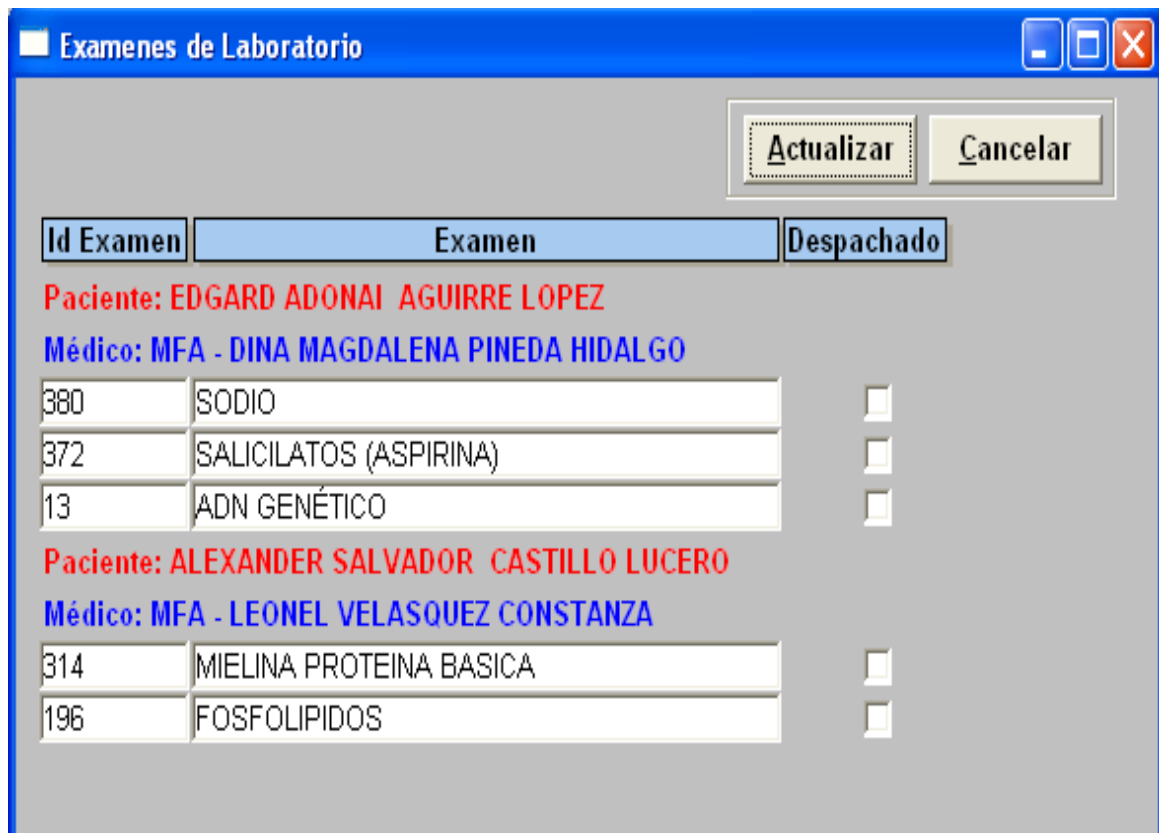 Examenes de Laboratorio
Actualizar Cancelar
Id Examen Examen Despachado
Paciente: EDGARD ADONAI AGUIRRE LOPEZ
Médico: MFA - DINA MAGDALENA PINEDA HIDALGO
380 SODIO
372 SALICILATOS (ASPIRINA)
13 ADN GENÉTICO
Paciente: ALEXANDER SALVADOR CASTILLO LUCERO
Médico: MFA - LEONEL VELASQUEZ CONSTANZA
314 MIELINA PROTEINA BASICA
196 FOSFOLIPIDOS